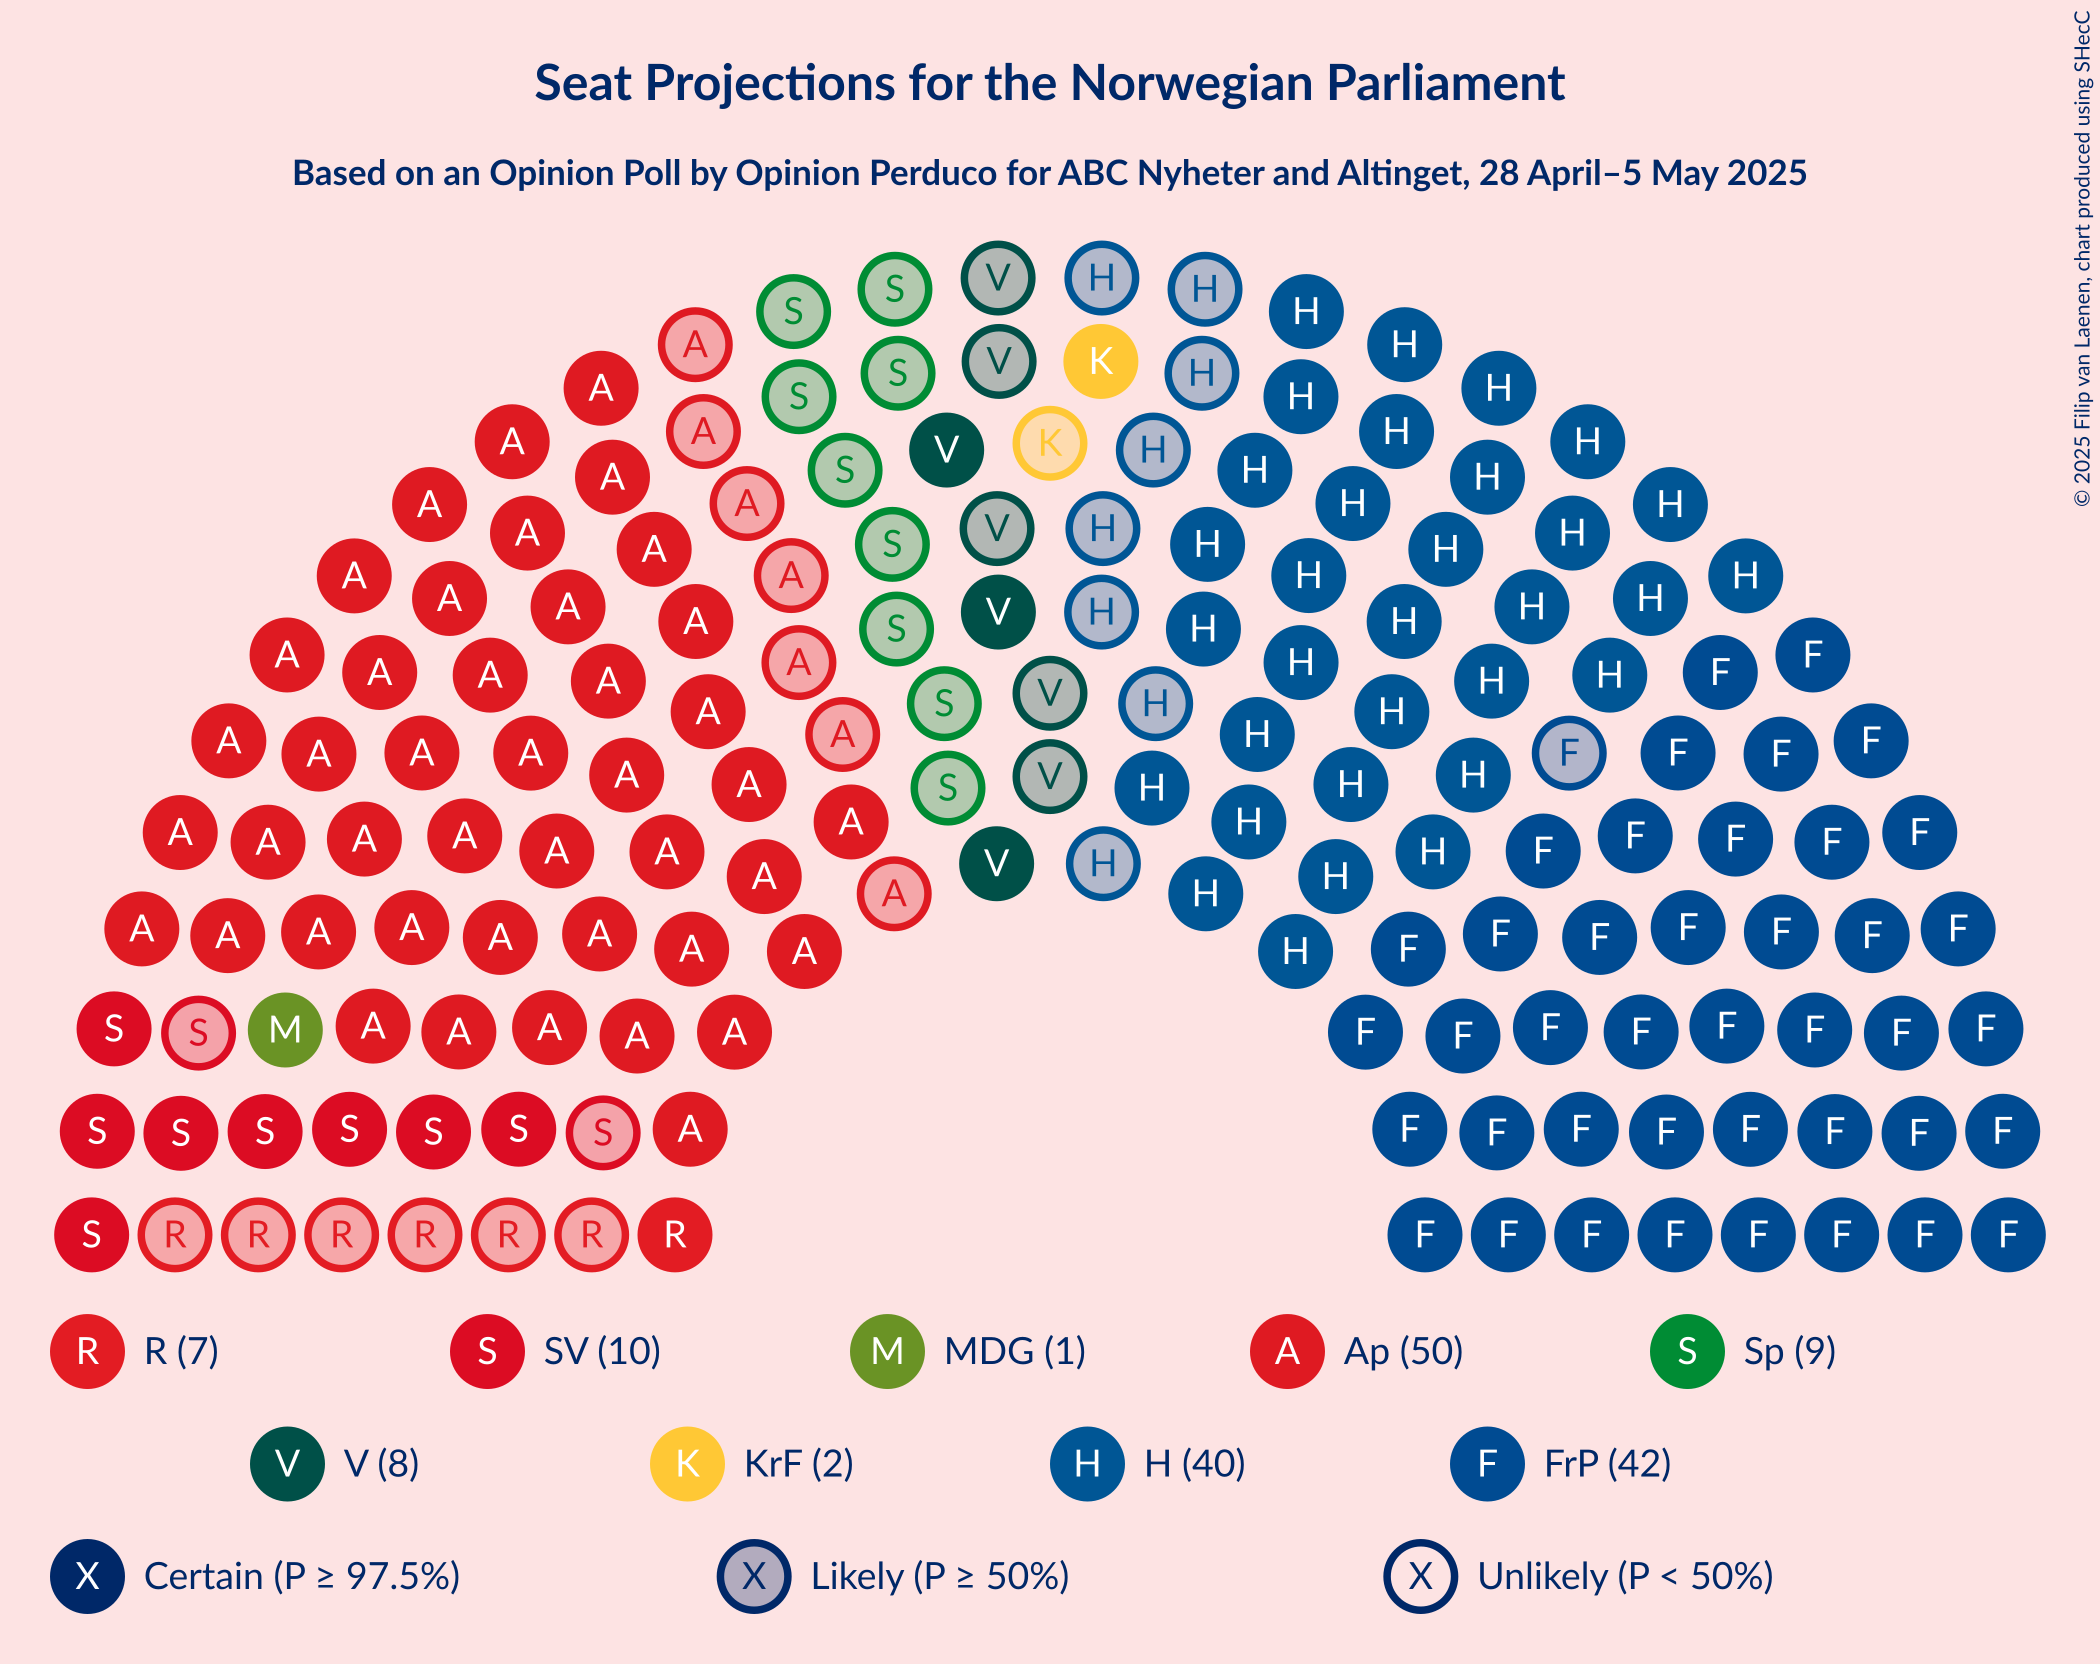 Seat Projections for the Norwegian Parliament
Based on an Opinion Poll by Opinion Perduco for ABC Nyheter and Altinget, 28 April–5 May 2025
© 2025 Filip van Laenen, chart produced using SHecC
S S V H H H H
A A S S V K H H H H
A A A S V K H H H H H
A A A A S V H H H H H H
A A A A A S V H H H H H H
A A A A A A S V H H H H H F F
A A A A A A A S V H H H H F F F F
A A A A A A A A V H H H H F F F F F
A A A A A A A A A H H F F F F F F F
S S M A A A A A F F F F F F F F
S S S S S S S A F F F F F F F F
S R R R R R R R F F F F F F F F
R R (7) S SV (10) M MDG (1) A Ap (50) S Sp (9)
V V (8) K KrF (2) H H (40) F FrP (42)
X Certain (P ≥ 97.5%) X Likely (P ≥ 50%) X Unlikely (P < 50%)